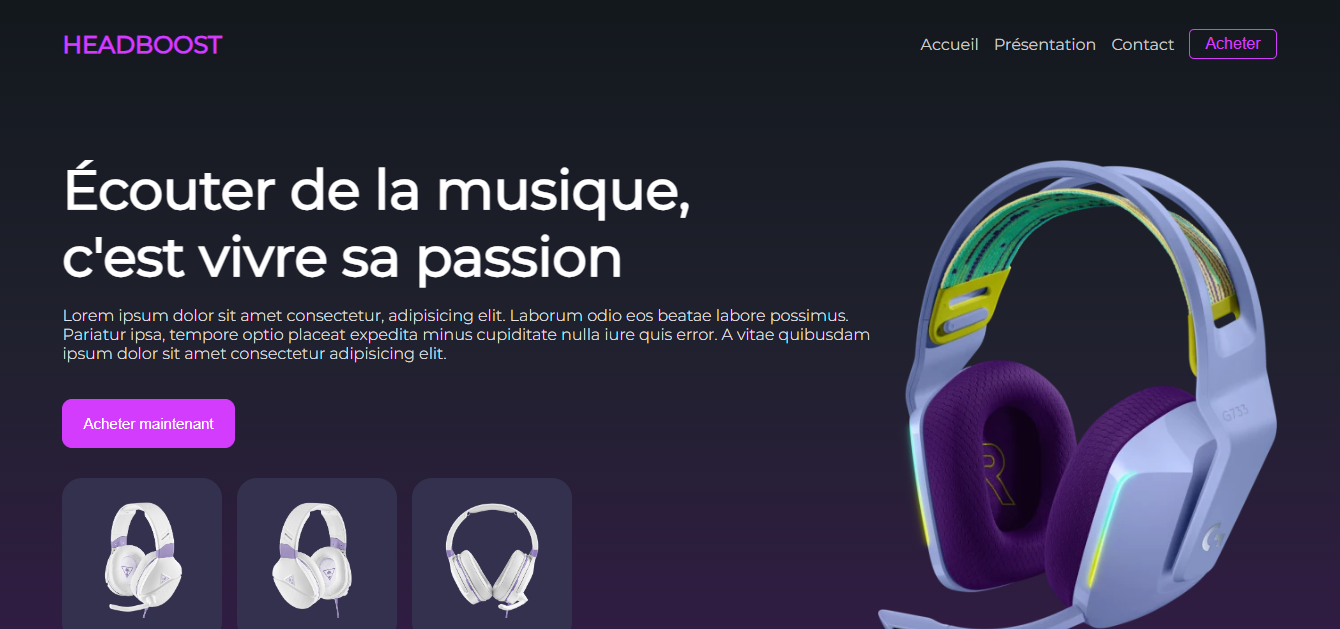 HEADBOOST
Accueil Présentation Contact Acheter
Écouter de la musique,
c'est vivre sa passion
Lorem ipsum dolor sit amet consectetur, adipisicing elit. Laborum odio eos beatae labore possimus.
Pariatur ipsa, tempore optio placeat expedita minus cupiditate nulla iure quis error. A vitae quibusdam
ipsum dolor sit amet consectetur adipisicing elit.
G733
R
Acheter maintenant